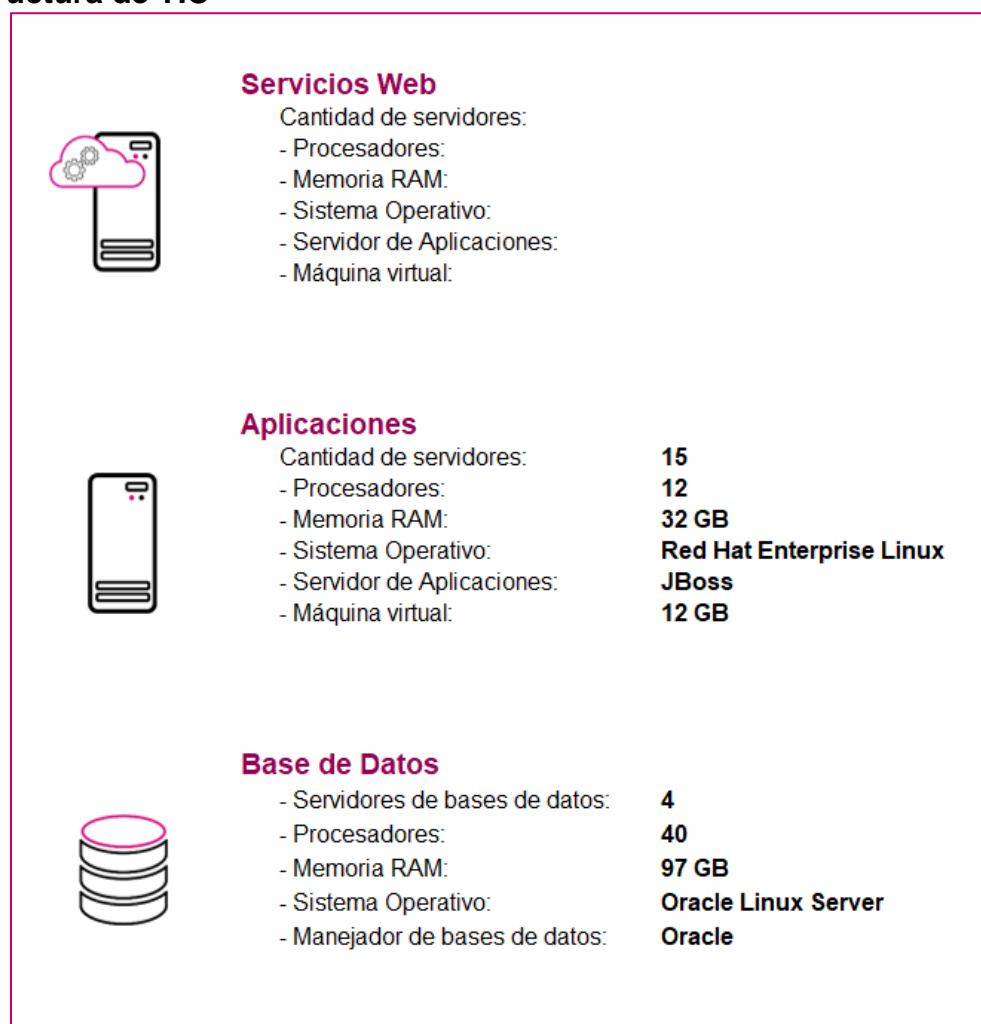 Servicios Web
Cantidad de servidores:
- Procesadores:
- Memoria RAM:
- Sistema Operativo:
- Servidor de Aplicaciones:
- Máquina virtual:
Aplicaciones
Cantidad de servidores: 15
- Procesadores: 12
- Memoria RAM: 32 GB
- Sistema Operativo: Red Hat Enterprise Linux
- Servidor de Aplicaciones: JBoss
- Máquina virtual: 12 GB
Base de Datos
- Servidores de bases de datos: 4
- Procesadores: 40
- Memoria RAM: 97 GB
- Sistema Operativo: Oracle Linux Server
- Manejador de bases de datos: Oracle